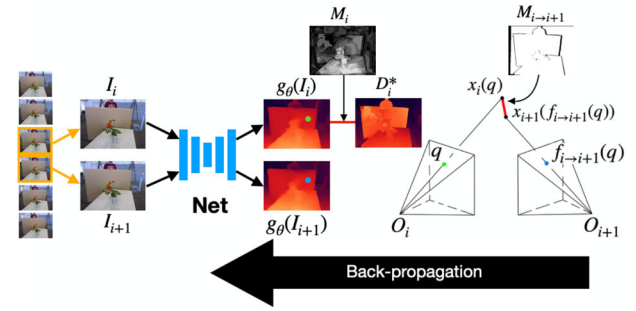 M_i
M_{i→i+1}
I_i
g_θ(I_i)
D_i^*
x_i(q)
x_{i+1}(f_{i→i+1}(q))
q
f_{i→i+1}(q)
Net
I_{i+1}
g_θ(I_{i+1})
O_i
O_{i+1}
Back-propagation